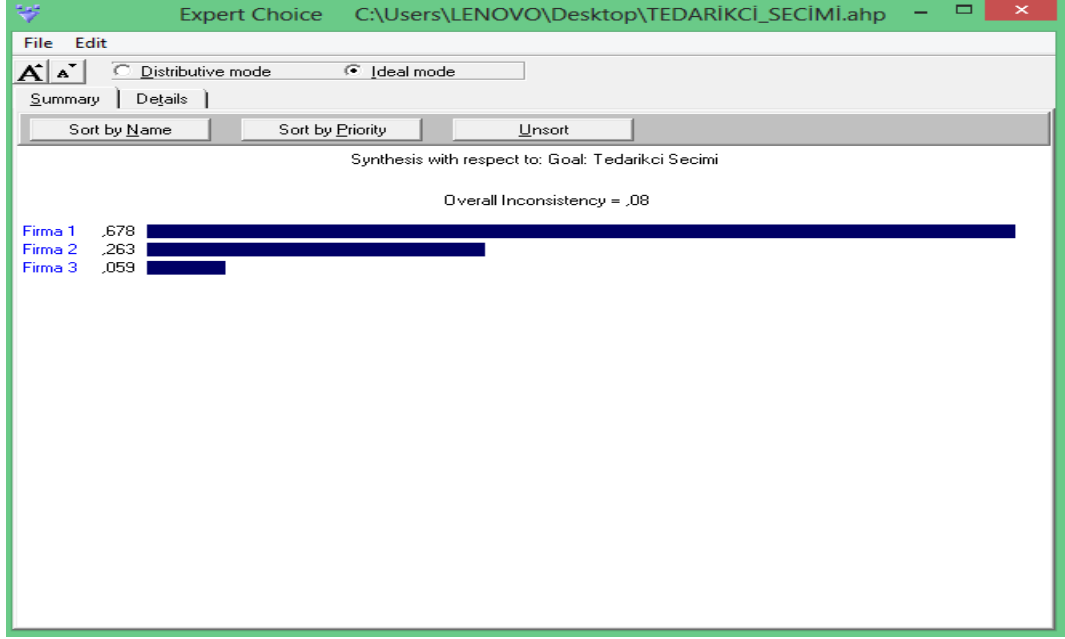 Expert Choice C:\Users\LENOVO\Desktop\TEDARİKCİ_SECİMİ.ahp
File Edit
A A Distributive mode Ideal mode
Summary Details
Sort by Name Sort by Priority Unsort
Synthesis with respect to: Goal: Tedarikci Secimi
Overall Inconsistency = ,08
Firma 1 ,678
Firma 2 ,263
Firma 3 ,059